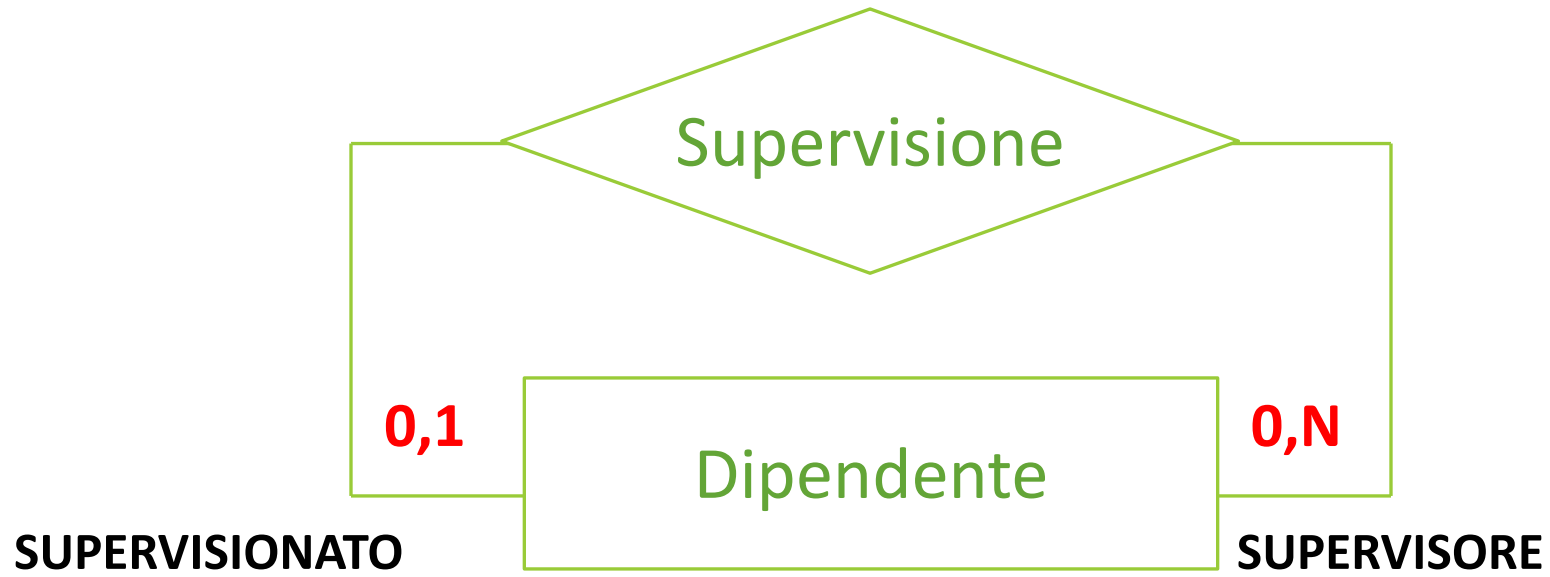 Supervisione
0,1
0,N
Dipendente
SUPERVISIONATO
SUPERVISORE